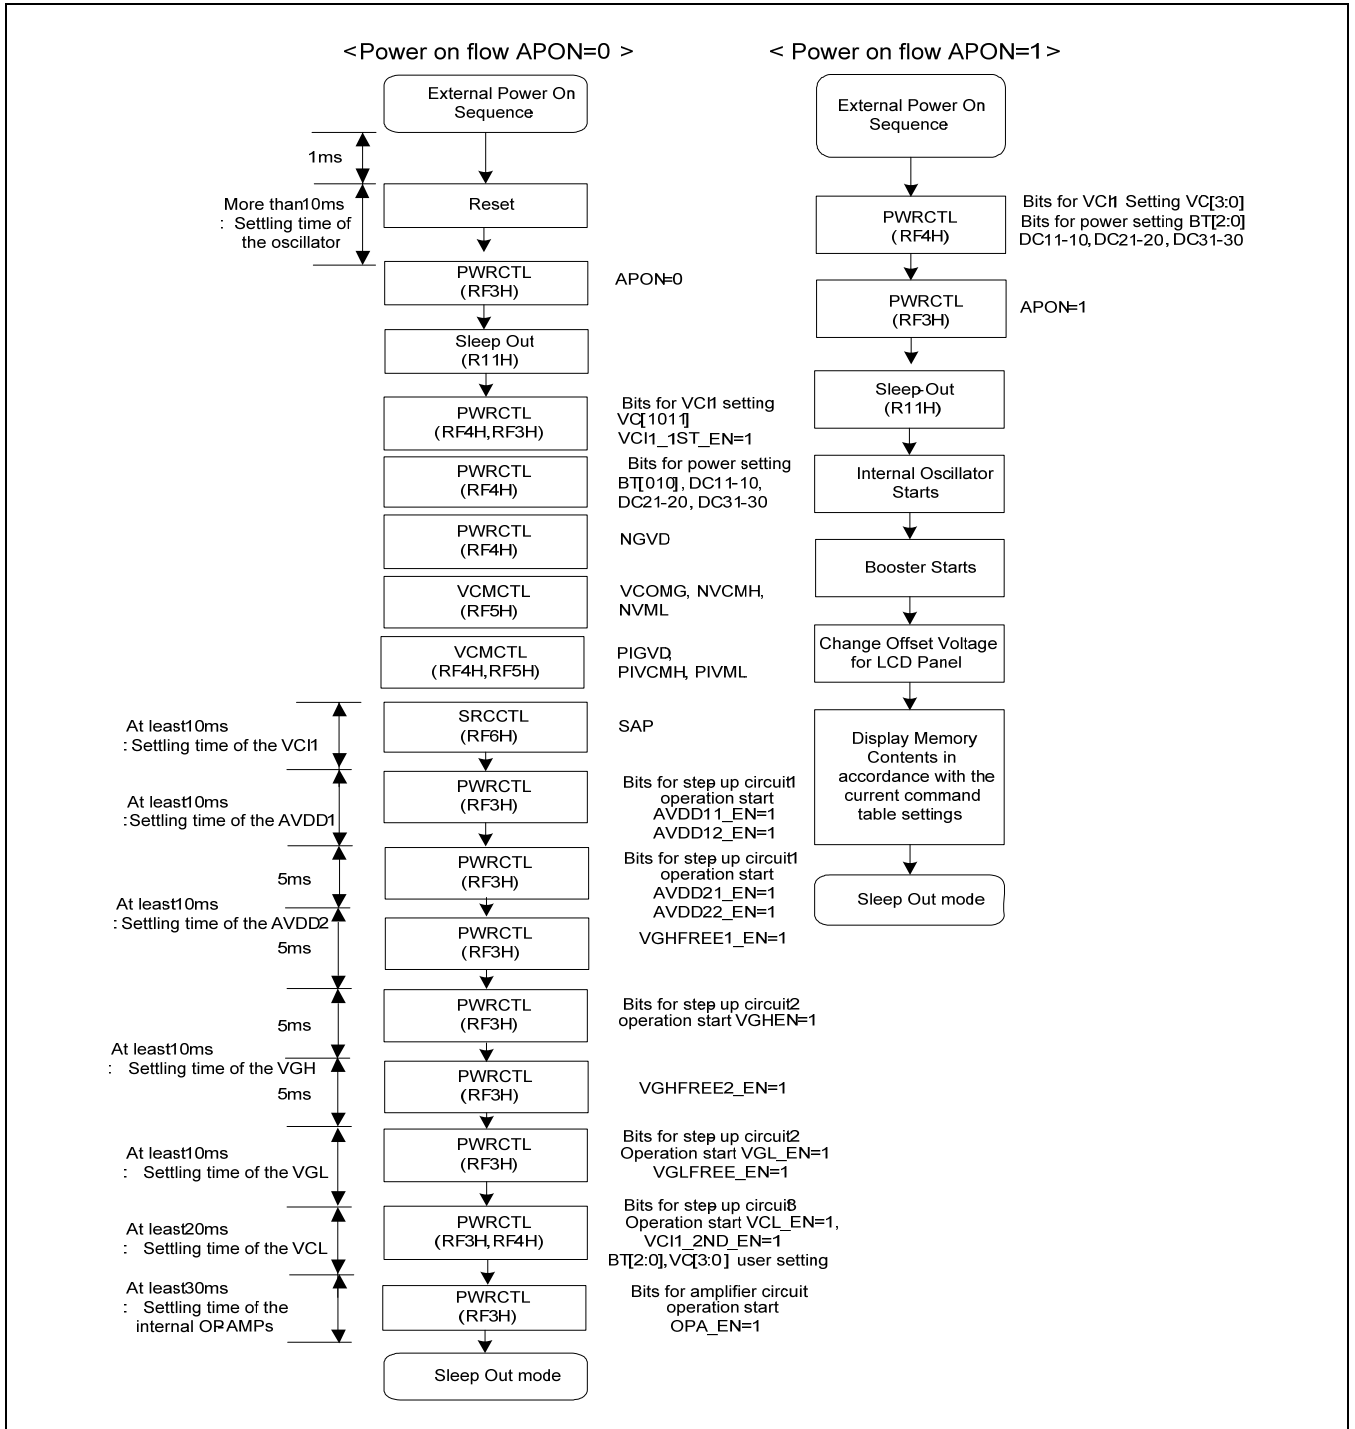 <Power on flow APON=0 >
External Power On
Sequence
1ms
More than10ms
: Settling time of
the oscillator
Reset
PWRCTL
(RF3H)
APON=0
Sleep Out
(R11H)
PWRCTL
(RF4H,RF3H)
Bits for VCI1 setting
VC[1011]
VCI1_1ST_EN=1
PWRCTL
(RF4H)
Bits for power setting
BT[010], DC11-10,
DC21-20, DC31-30
PWRCTL
(RF4H)
NGVD
VCMCTL
(RF5H)
VCOMG, NVCMH,
NVML
VCMCTL
(RF4H,RF5H)
PIGVD,
PIVCMH, PIVML
At least10ms
: Settling time of the VCI1
SRCCTL
(RF6H)
SAP
At least10ms
:Settling time of the AVDD1
PWRCTL
(RF3H)
Bits for step up circuit1
operation start
AVDD11_EN=1
AVDD12_EN=1
5ms
PWRCTL
(RF3H)
Bits for step up circuit1
operation start
AVDD21_EN=1
AVDD22_EN=1
At least10ms
: Settling time of the AVDD2
5ms
PWRCTL
(RF3H)
VGHFREE1_EN=1
5ms
PWRCTL
(RF3H)
Bits for step up circuit2
operation start VGHEN=1
At least10ms
: Settling time of the VGH
5ms
PWRCTL
(RF3H)
VGHFREE2_EN=1
At least10ms
: Settling time of the VGL
PWRCTL
(RF3H)
Bits for step up circuit2
Operation start VGL_EN=1
VGLFREE_EN=1
At least20ms
: Settling time of the VCL
PWRCTL
(RF3H,RF4H)
Bits for step up circuit3
Operation start VCL_EN=1,
VCI1_2ND_EN=1
BT[2:0],VC[3:0] user setting
At least30ms
: Settling time of the
internal OP-AMPs
PWRCTL
(RF3H)
Bits for amplifier circuit
operation start
OPA_EN=1
Sleep Out mode
< Power on flow APON=1>
External Power On
Sequence
PWRCTL
(RF4H)
Bits for VCI1 Setting VC[3:0]
Bits for power setting BT[2:0]
DC11-10, DC21-20, DC31-30
PWRCTL
(RF3H)
APON=1
Sleep-Out
(R11H)
Internal Oscillator
Starts
Booster Starts
Change Offset Voltage
for LCD Panel
Display Memory
Contents in
accordance with the
current command
table settings
Sleep Out mode